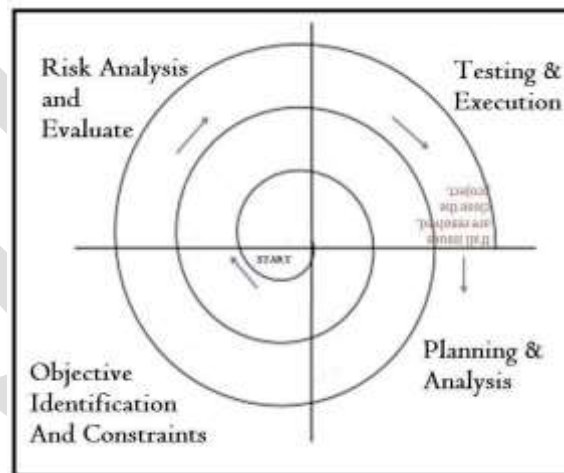 Risk Analysis
and
Evaluate
Testing &
Execution
If all issues
are resolved,
close the
project.
START
Planning &
Analysis
Objective
Identification
And Constraints